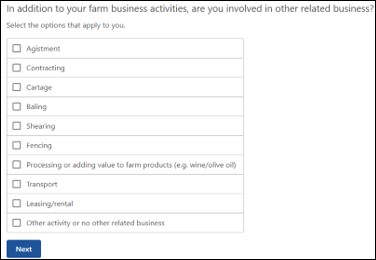 In addition to your farm business activities, are you involved in other related business?
Select the options that apply to you.
Agistment
Contracting
Cartage
Baling
Shearing
Fencing
Processing or adding value to farm products (e.g. wine/olive oil)
Transport
Leasing/rental
Other activity or no other related business
Next